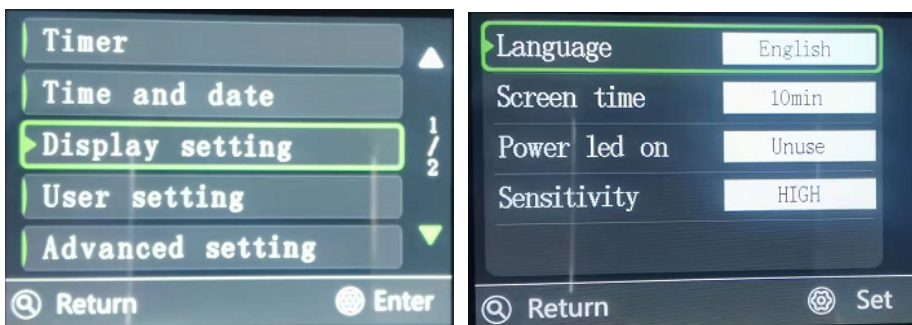 Timer
Time and date
Display setting
User setting
Advanced setting
1/2
Return
Enter
Language English
Screen time 10min
Power led on Unuse
Sensitivity HIGH
Return
Set